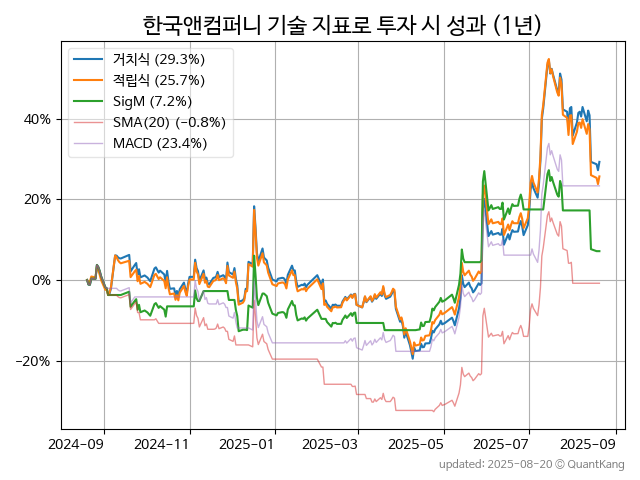 한국앤컴퍼니 기술 지표로 투자 시 성과 (1년)
거치식 (29.3%)
적립식 (25.7%)
SigM (7.2%)
SMA(20) (−0.8%)
MACD (23.4%)
40%
20%
0%
−20%
2024-09 2024-11 2025-01 2025-03 2025-05 2025-07 2025-09
updated: 2025-08-20 © QuantKang